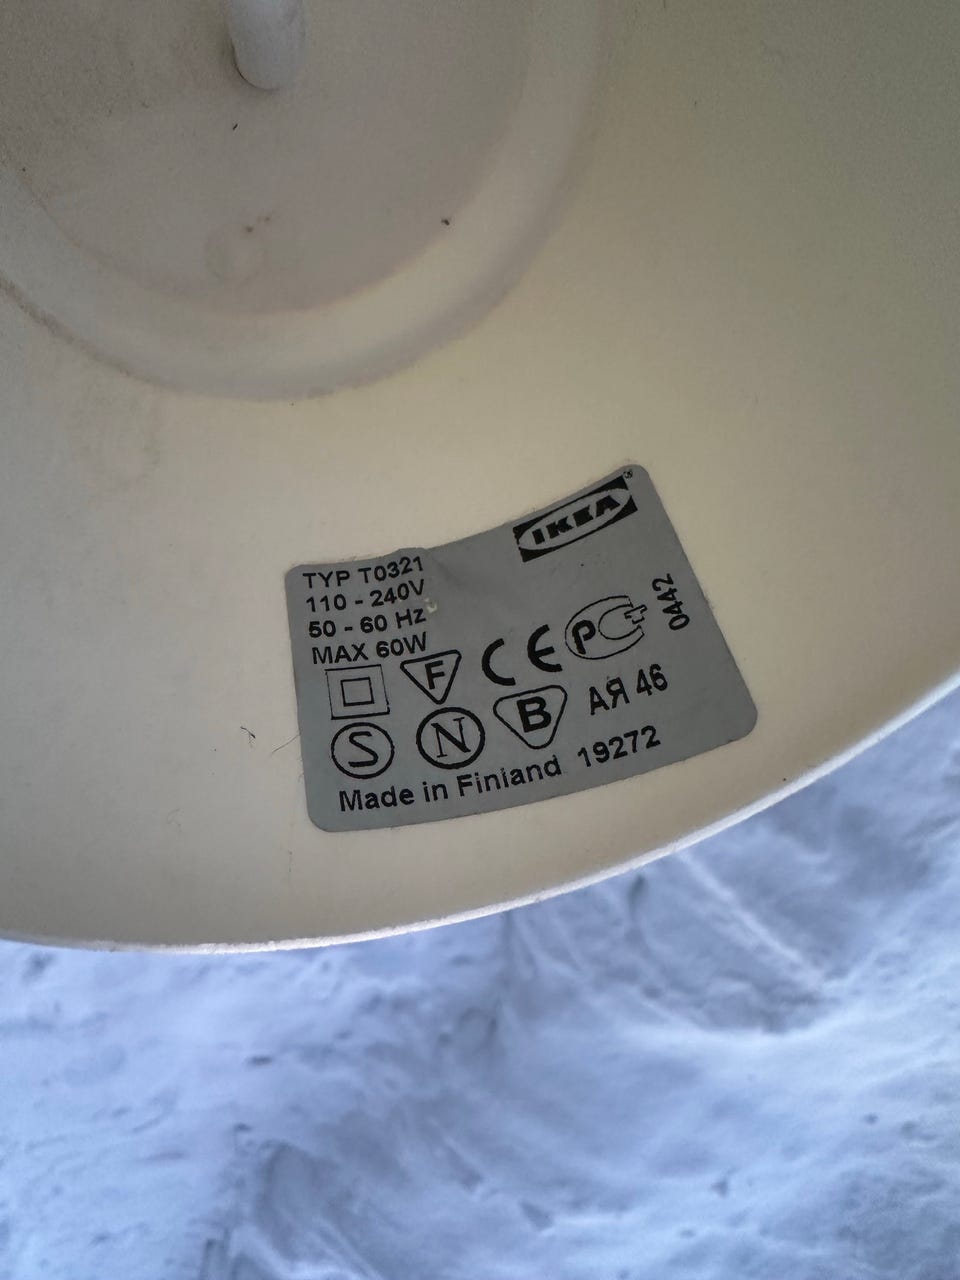 IKEA®
TYP T0321
110 - 240V
50 - 60 Hz
MAX 60W
F
CE
PC
0442
S
N
B
АЯ 46
Made in Finland 19272